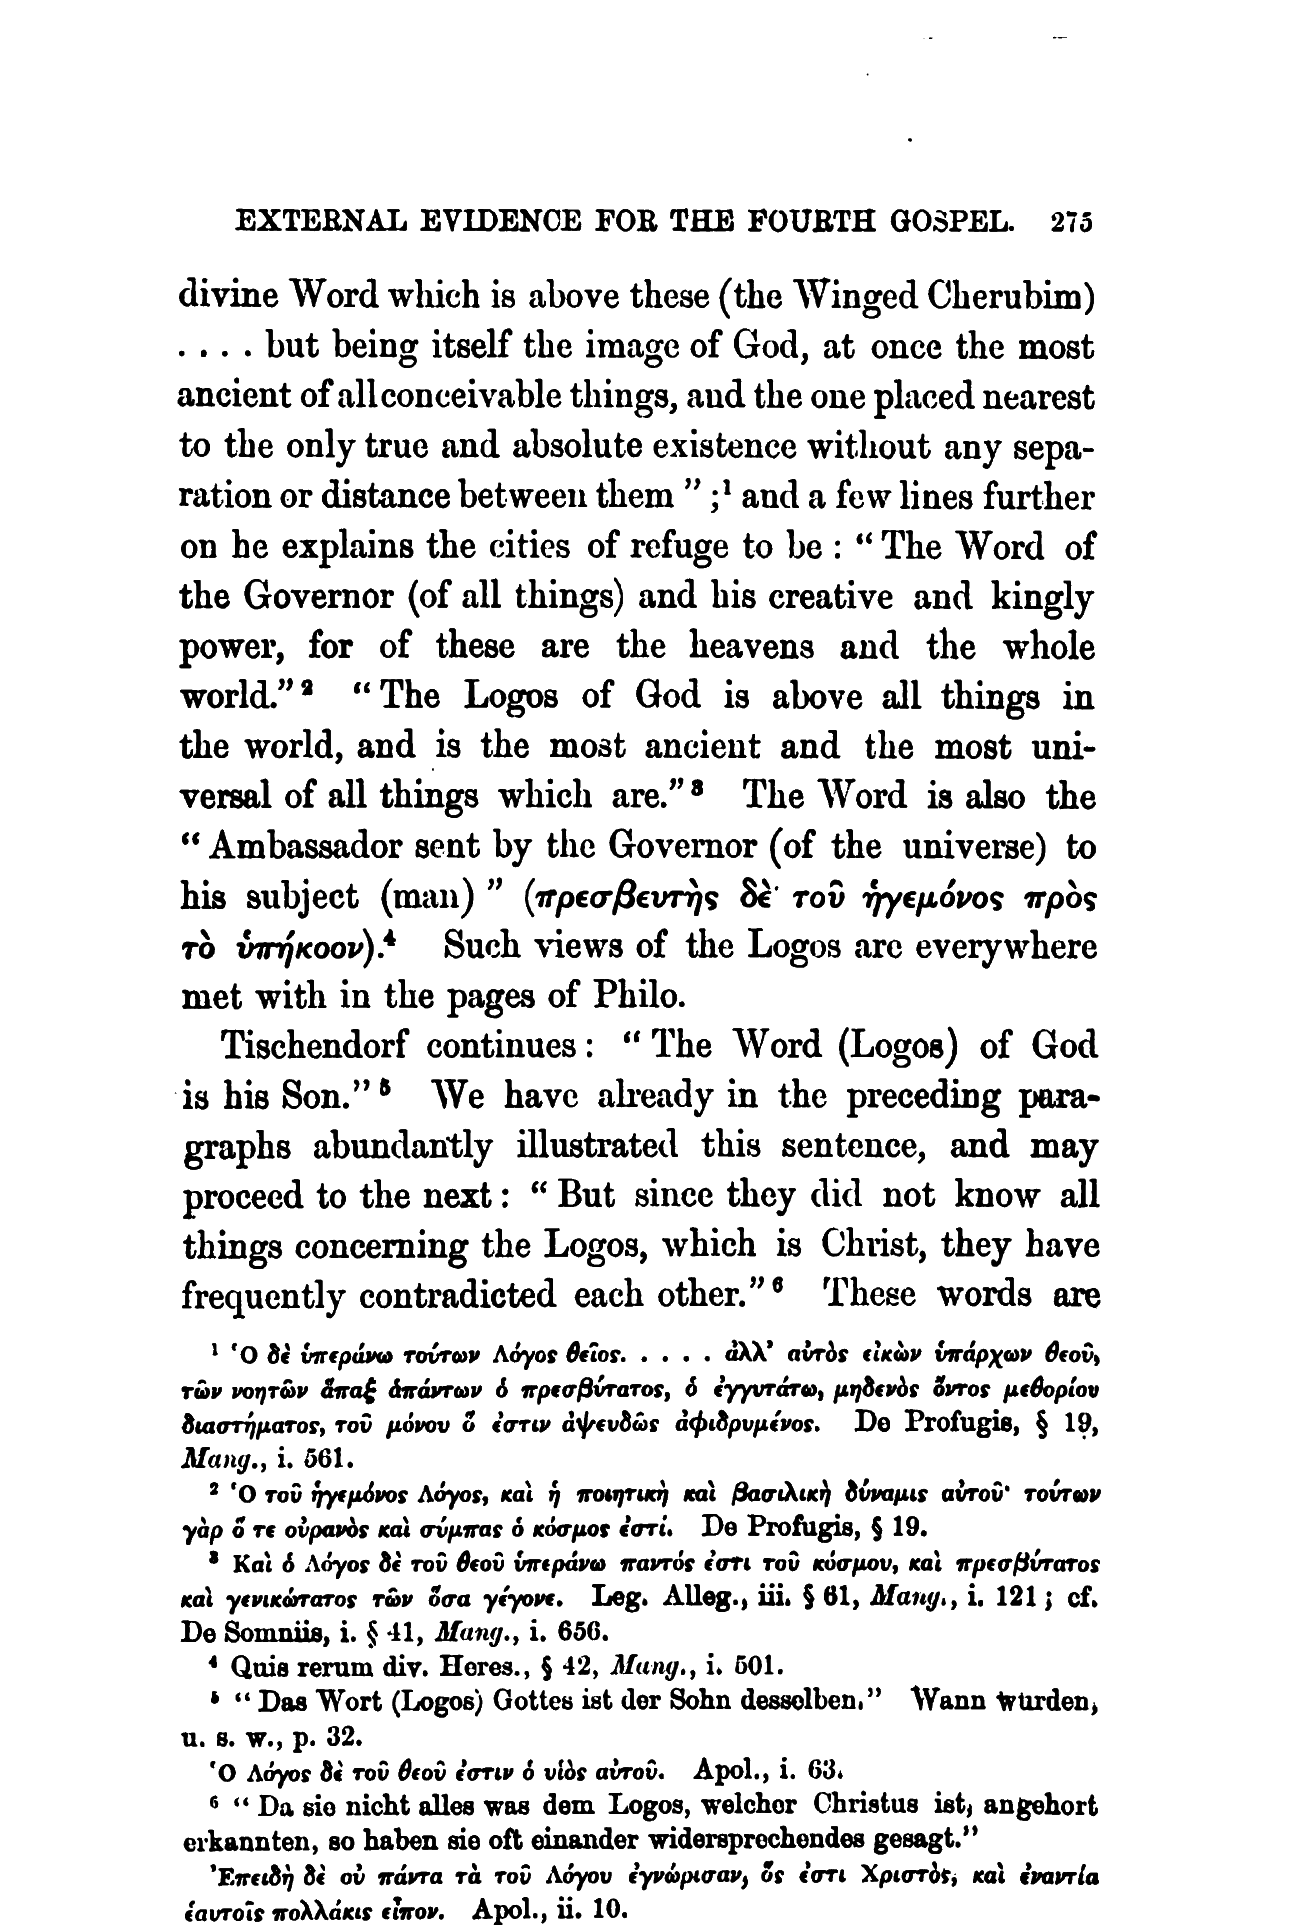 EXTERNAL EVIDENCE FOR THE FOURTH GOSPEL. 275
divine Word which is above these (the Winged Cherubim)
. . . . but being itself the image of God, at once the most
ancient of all conceivable things, and the one placed nearest
to the only true and absolute existence without any sepa-
ration or distance between them " ;¹ and a few lines further
on he explains the cities of refuge to be : " The Word of
the Governor (of all things) and his creative and kingly
power, for of these are the heavens and the whole
world." ² " The Logos of God is above all things in
the world, and is the most ancient and the most uni-
versal of all things which are." ³ The Word is also the
" Ambassador sent by the Governor (of the universe) to
his subject (man) " (πρεσβευτὴς δὲ τοῦ ἡγεμόνος πρὸς
τὸ ὑπήκοον).⁴ Such views of the Logos are everywhere
met with in the pages of Philo.
Tischendorf continues : " The Word (Logos) of God
is his Son." ⁵ We have already in the preceding para-
graphs abundantly illustrated this sentence, and may
proceed to the next : " But since they did not know all
things concerning the Logos, which is Christ, they have
frequently contradicted each other." ⁶ These words are
¹ Ὁ δὲ ὑπεράνω τούτων Λόγος θεῖος. . . . . ἀλλ' αὐτὸς εἰκὼν ὑπάρχων θεοῦ,
τῶν νοητῶν ἅπαξ ἁπάντων ὁ πρεσβύτατος, ὁ ἐγγυτάτω, μηδενὸς ὄντος μεθορίου
διαστήματος, τοῦ μόνου ὅ ἐστιν ἀψευδῶς ἀφιδρυμένος. De Profugis, § 19,
Mang., i. 561.
² Ὁ τοῦ ἡγεμόνος Λόγος, καὶ ἡ ποιητικὴ καὶ βασιλικὴ δύναμις αὐτοῦ· τούτων
γὰρ ὅ τε οὐρανὸς καὶ σύμπας ὁ κόσμος ἐστί. De Profugis, § 19.
³ Καὶ ὁ Λόγος δὲ τοῦ θεοῦ ὑπεράνω παντός ἐστι τοῦ κόσμου, καὶ πρεσβύτατος
καὶ γενικώτατος τῶν ὅσα γέγονε. Leg. Alleg., iii. § 61, Mang., i. 121 ; cf.
De Somniis, i. § 41, Mang., i. 656.
⁴ Quis rerum div. Heres., § 42, Mang., i. 501.
⁵ " Das Wort (Logos) Gottes ist der Sohn desselben." Wann wurden,
u. s. w., p. 32.
Ὁ Λόγος δὲ τοῦ θεοῦ ἐστιν ὁ υἱὸς αὐτοῦ. Apol., i. 63.
⁶ " Da sie nicht alles was dem Logos, welcher Christus ist, angehort
erkannten, so haben sie oft einander widersprechendes gesagt."
Ἐπειδὴ δὲ οὐ πάντα τὰ τοῦ Λόγου ἐγνώρισαν, ὅς ἐστι Χριστὸς, καὶ ἐναντία
ἑαυτοῖς πολλάκις εἶπον. Apol., ii. 10.